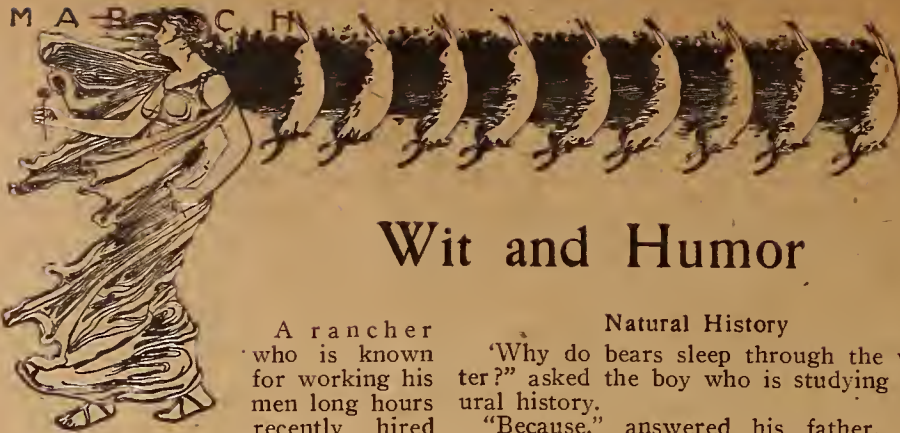 MARCH
Wit and Humor
A rancher
who is known
for working his
men long hours
recently hired
Natural History
'Why do bears sleep through the
ter?" asked the boy who is studying
ural history.
"Because," answered his father